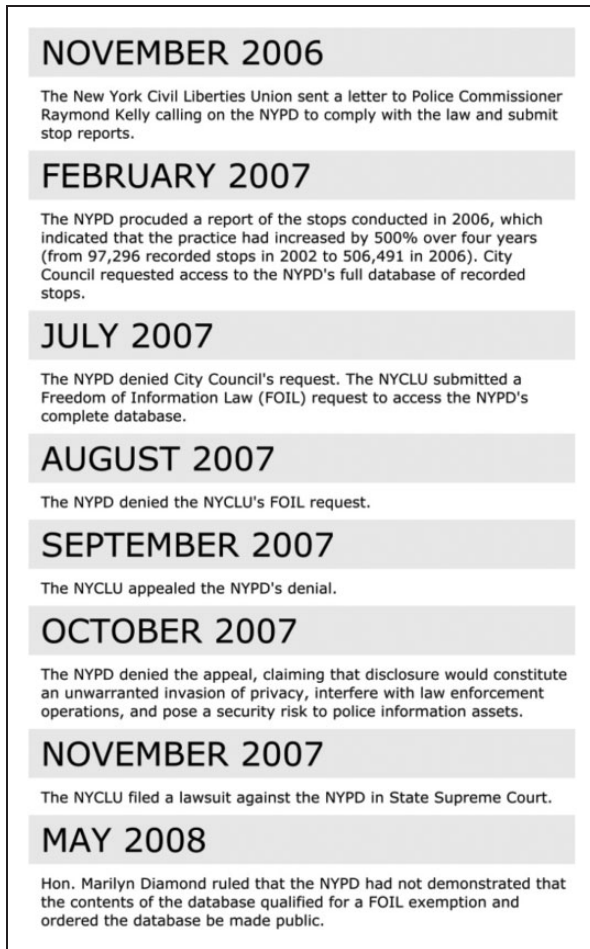 NOVEMBER 2006
The New York Civil Liberties Union sent a letter to Police Commissioner
Raymond Kelly calling on the NYPD to comply with the law and submit
stop reports.
FEBRUARY 2007
The NYPD procuded a report of the stops conducted in 2006, which
indicated that the practice had increased by 500% over four years
(from 97,296 recorded stops in 2002 to 506,491 in 2006). City
Council requested access to the NYPD's full database of recorded
stops.
JULY 2007
The NYPD denied City Council's request. The NYCLU submitted a
Freedom of Information Law (FOIL) request to access the NYPD's
complete database.
AUGUST 2007
The NYPD denied the NYCLU's FOIL request.
SEPTEMBER 2007
The NYCLU appealed the NYPD's denial.
OCTOBER 2007
The NYPD denied the appeal, claiming that disclosure would constitute
an unwarranted invasion of privacy, interfere with law enforcement
operations, and pose a security risk to police information assets.
NOVEMBER 2007
The NYCLU filed a lawsuit against the NYPD in State Supreme Court.
MAY 2008
Hon. Marilyn Diamond ruled that the NYPD had not demonstrated that
the contents of the database qualified for a FOIL exemption and
ordered the database be made public.